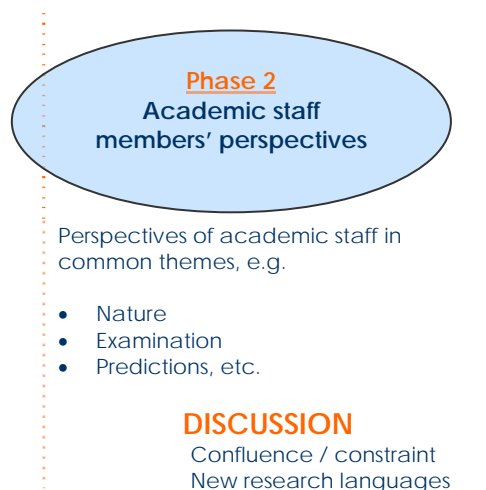 Phase 2
Academic staff
members' perspectives
Perspectives of academic staff in
common themes, e.g.
• Nature
• Examination
• Predictions, etc.
DISCUSSION
Confluence / constraint
New research languages